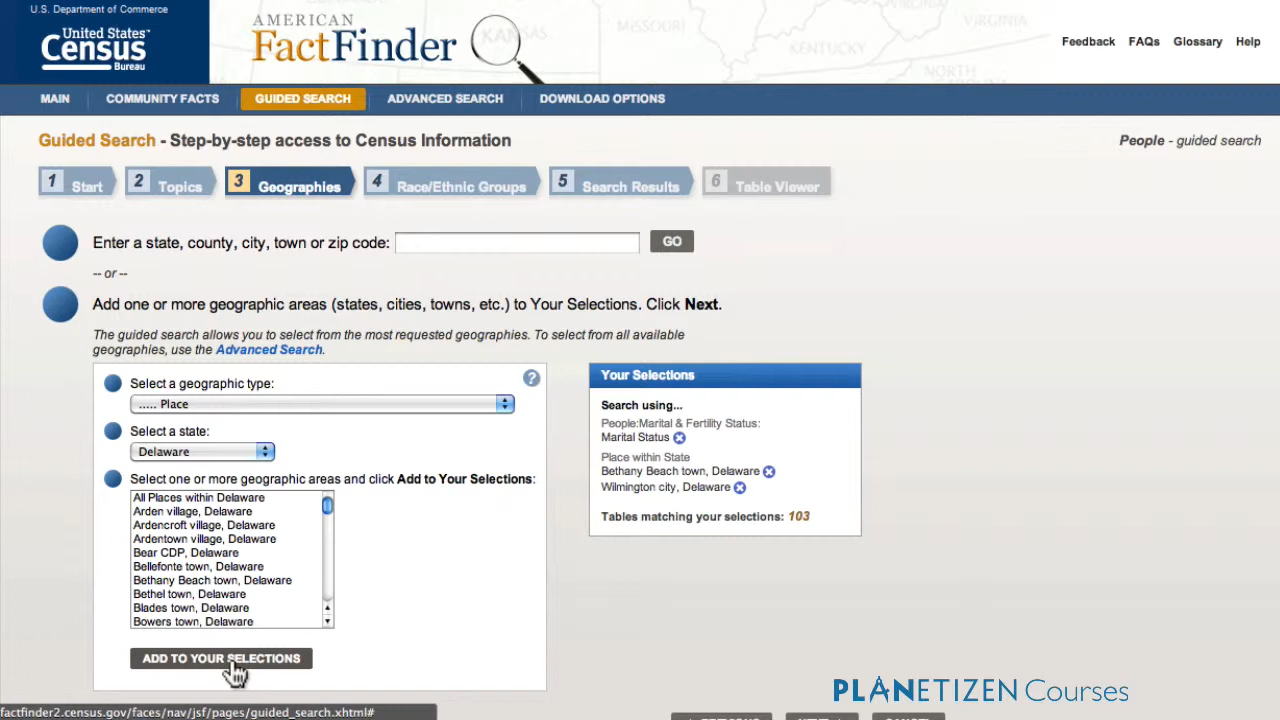 U.S. Department of Commerce
United States™
Census
Bureau
AMERICAN
FactFinder
KANSAS
MISSOURI
KENTUCKY
VIRGINIA
VIRGINIA
NORTH
CAROLINA
Feedback FAQs Glossary Help
MAIN COMMUNITY FACTS GUIDED SEARCH ADVANCED SEARCH DOWNLOAD OPTIONS
Guided Search - Step-by-step access to Census Information
People - guided search
1 Start 2 Topics 3 Geographies 4 Race/Ethnic Groups 5 Search Results 6 Table Viewer
Enter a state, county, city, town or zip code: GO
-- or --
Add one or more geographic areas (states, cities, towns, etc.) to Your Selections. Click Next.
The guided search allows you to select from the most requested geographies. To select from all available
geographies, use the Advanced Search.
Select a geographic type: ?
..... Place
Select a state:
Delaware
Select one or more geographic areas and click Add to Your Selections:
All Places within Delaware
Arden village, Delaware
Ardencroft village, Delaware
Ardentown village, Delaware
Bear CDP, Delaware
Bellefonte town, Delaware
Bethany Beach town, Delaware
Bethel town, Delaware
Blades town, Delaware
Bowers town, Delaware
ADD TO YOUR SELECTIONS
Your Selections
Search using...
People:Marital & Fertility Status:
Marital Status
Place within State
Bethany Beach town, Delaware
Wilmington city, Delaware
Tables matching your selections: 103
PLANETIZEN Courses
factfinder2.census.gov/faces/nav/jsf/pages/guided_search.xhtml#